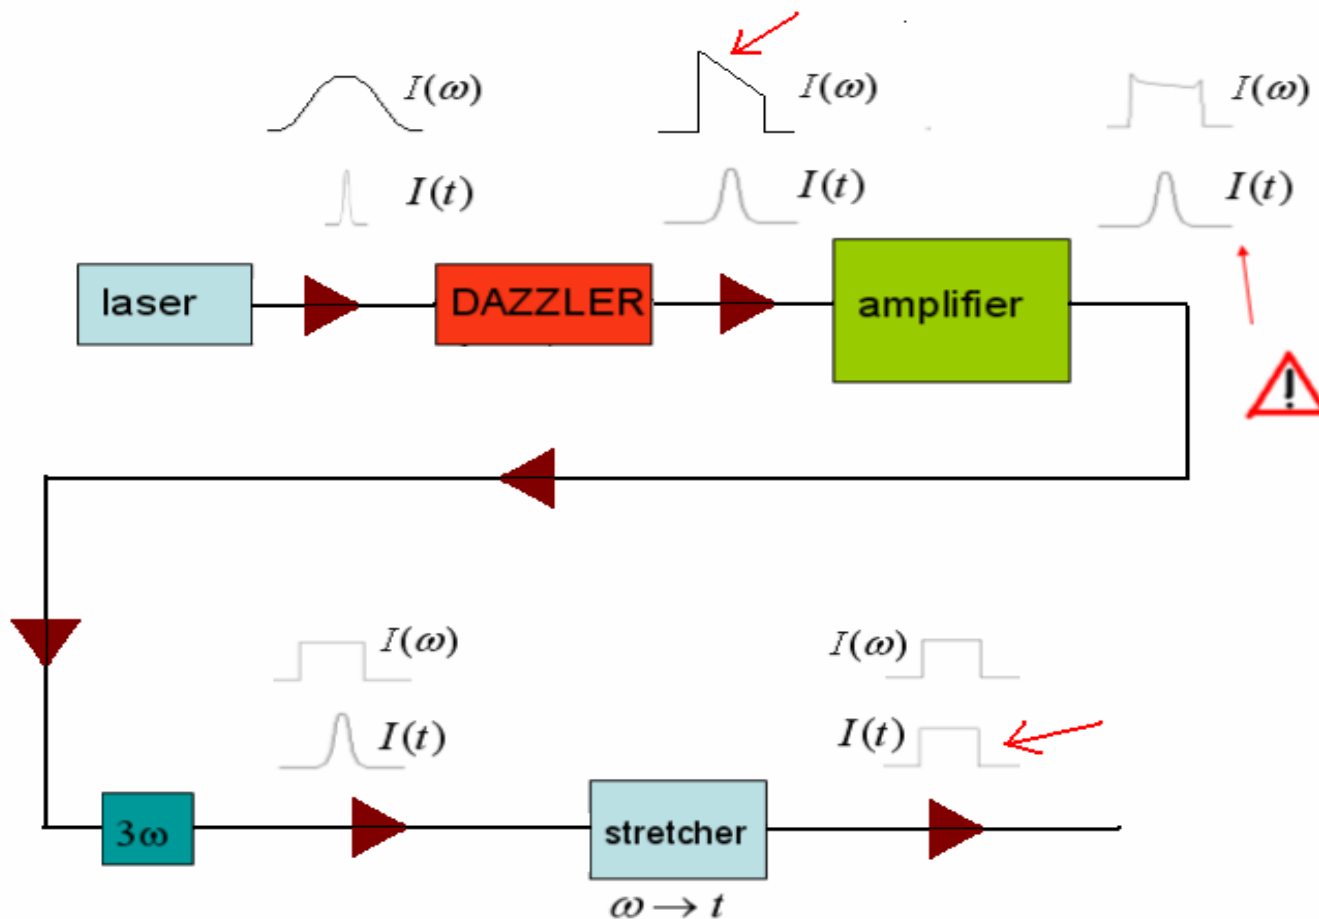 I(ω)
I(ω)
I(ω)
I(t)
I(t)
I(t)
laser
DAZZLER
amplifier
!
I(ω)
I(ω)
I(t)
I(t)
3ω
stretcher
ω → t